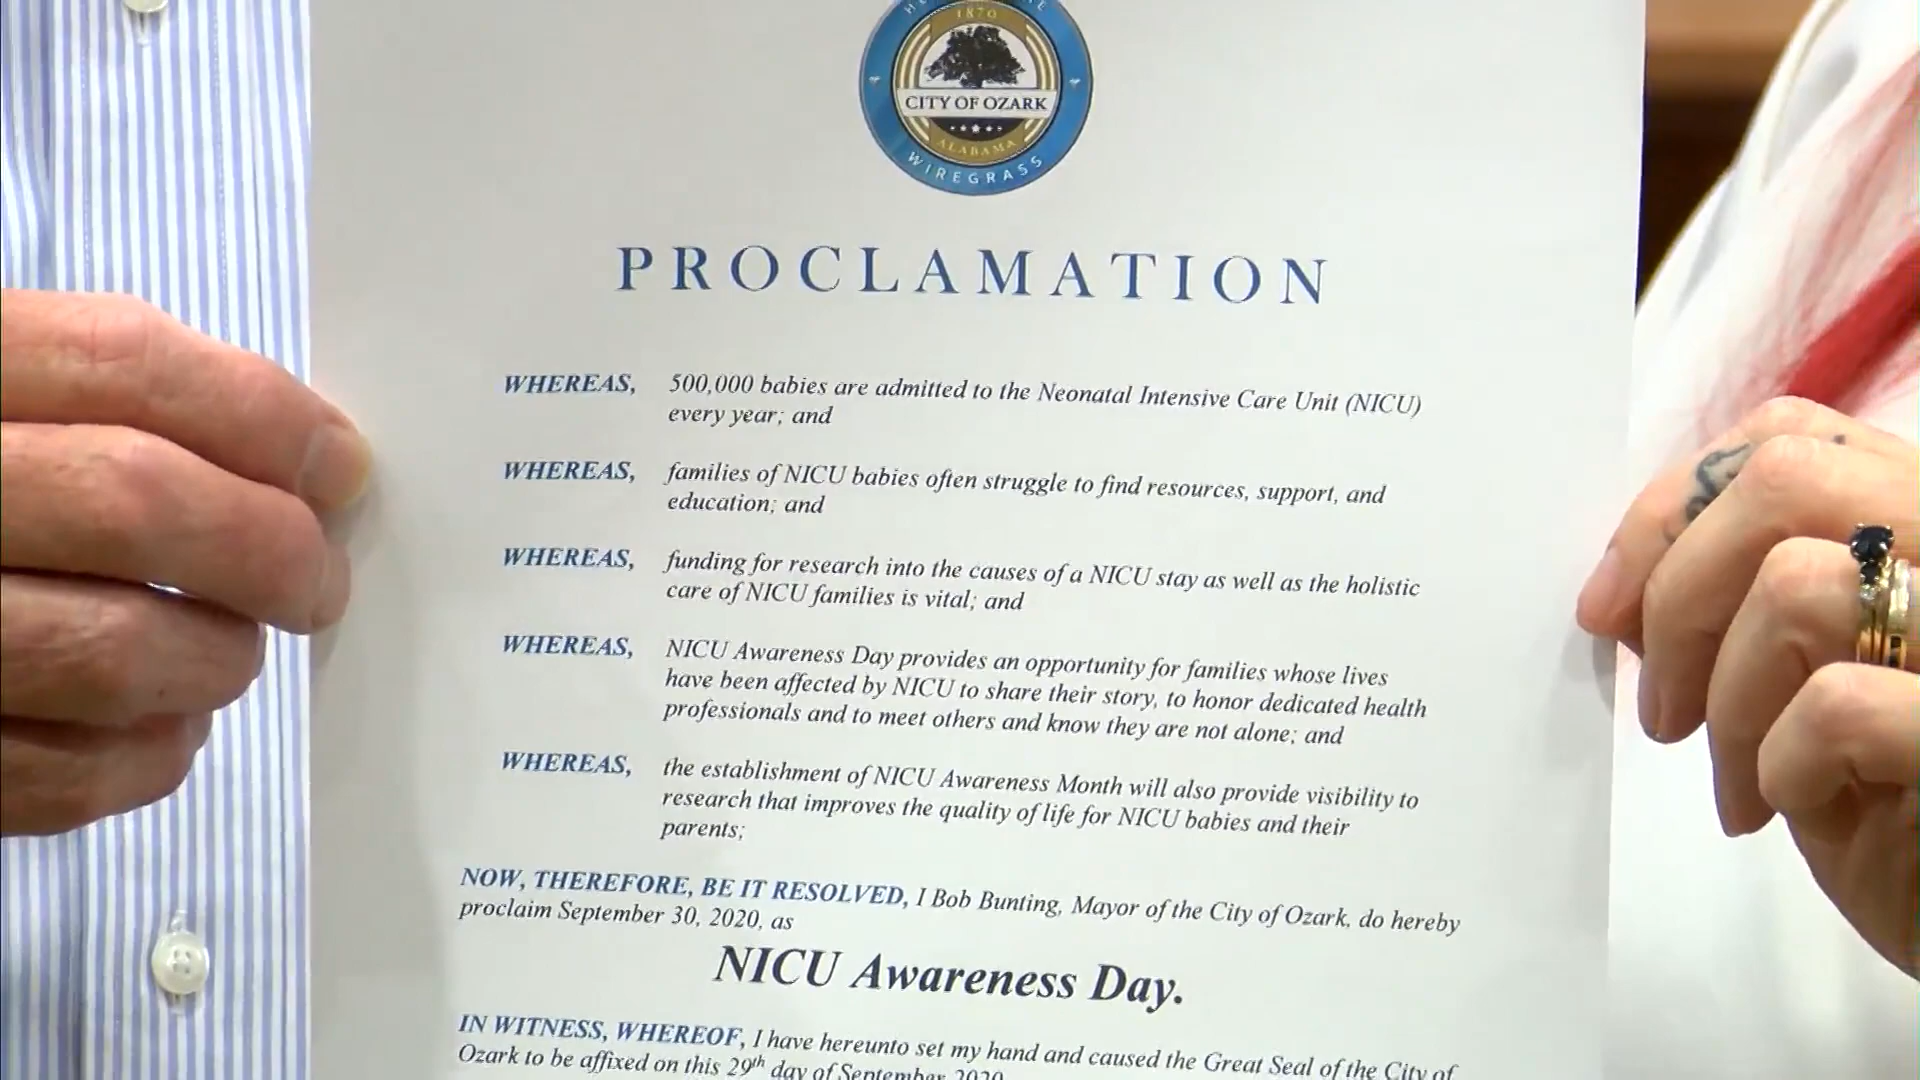 1870
CITY OF OZARK
ALABAMA
WIREGRASS
PROCLAMATION
WHEREAS, 500,000 babies are admitted to the Neonatal Intensive Care Unit (NICU)
every year; and
WHEREAS, families of NICU babies often struggle to find resources, support, and
education; and
WHEREAS, funding for research into the causes of a NICU stay as well as the holistic
care of NICU families is vital; and
WHEREAS, NICU Awareness Day provides an opportunity for families whose lives
have been affected by NICU to share their story, to honor dedicated health
professionals and to meet others and know they are not alone; and
WHEREAS, the establishment of NICU Awareness Month will also provide visibility to
research that improves the quality of life for NICU babies and their
parents;
NOW, THEREFORE, BE IT RESOLVED, I Bob Bunting, Mayor of the City of Ozark, do hereby
proclaim September 30, 2020, as
NICU Awareness Day.
IN WITNESS, WHEREOF, I have hereunto set my hand and caused the Great Seal of the City of
Ozark to be affixed on this 29th day of September 2020